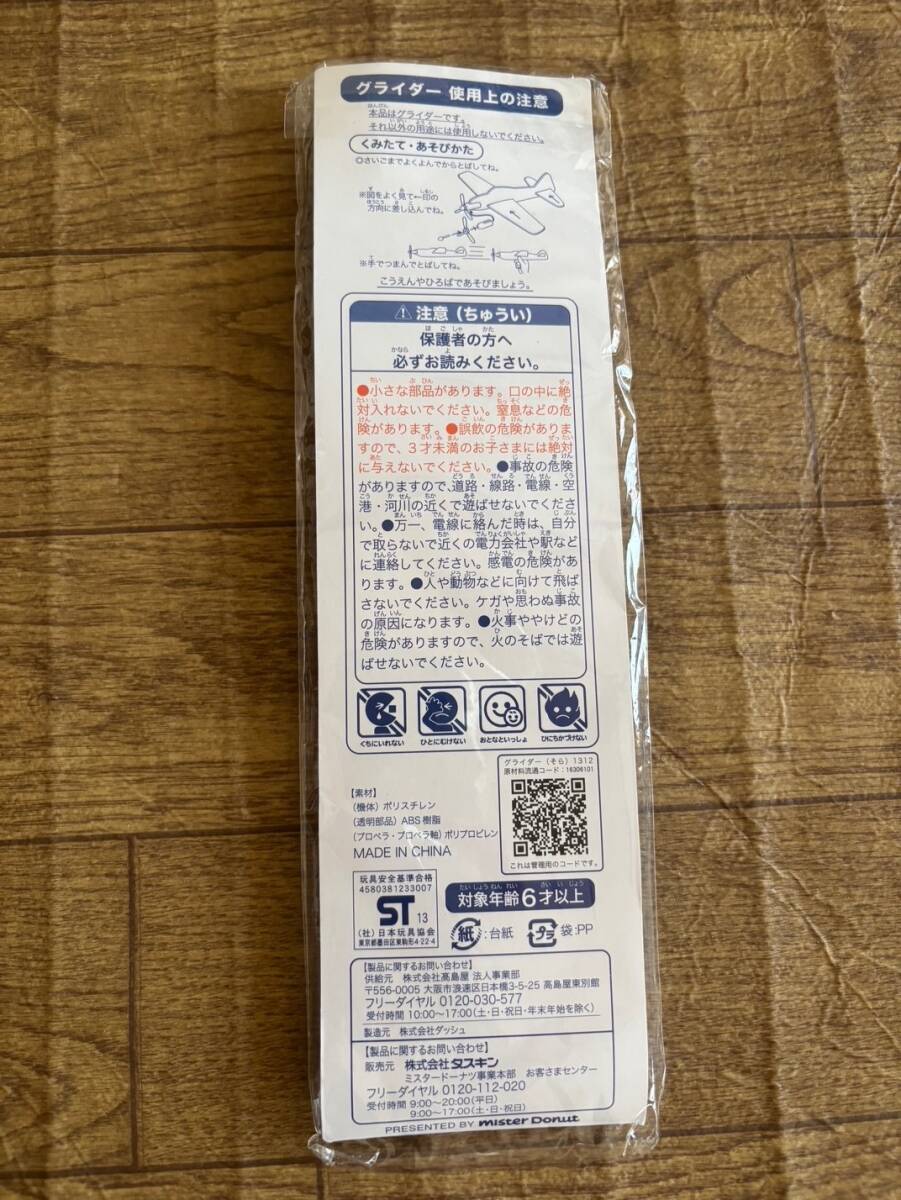 グライダー 使用上の注意
本品はグライダーです。
それ以外の用途には使用しないでください。
くみたて・あそびかた
◎さいごまでよくよんでからとばしてね。
※図をよく見て←印の
方向に差し込んでね。
※手でつまんでとばしてね。
こうえんやひろばであそびましょう。
⚠注意（ちゅうい）
保護者の方へ
必ずお読みください。
●小さな部品があります。口の中に絶
対入れないでください。窒息などの危
険があります。●誤飲の危険がありま
すので、3才未満のお子さまには絶対
に与えないでください。●事故の危険
がありますので、道路・線路・電線・空
港・河川の近くで遊ばせないでくださ
い。●万一、電線に絡んだ時は、自分
で取らないで近くの電力会社や駅など
に連絡してください。感電の危険があ
ります。●人や動物などに向けて飛ば
さないでください。ケガや思わぬ事故
の原因になります。●火事ややけどの
危険がありますので、火のそばでは遊
ばせないでください。
くちにいれない ひとにむけない おとなといっしょ ひにちかづけない
グライダー（そら）1312
原材料流通コード：16306101
これは管理用のコードです。
【素材】
（機体）ポリスチレン
（透明部品）ABS樹脂
（プロペラ・プロペラ軸）ポリプロピレン
MADE IN CHINA
玩具安全基準合格
4580381233007
ST 13
（社）日本玩具協会
東京都墨田区東駒形4-22-4
対象年齢6才以上
紙：台紙 プラ 袋：PP
【製品に関するお問い合わせ】
供給元 株式会社髙島屋 法人事業部
〒556-0005 大阪市浪速区日本橋3-5-25 髙島屋東別館
フリーダイヤル 0120-030-577
受付時間 10:00～17:00（土・日・祝日・年末年始を除く）
製造元 株式会社ダッシュ
【製品に関するお問い合わせ】
販売元 株式会社ダスキン
ミスタードーナツ事業本部 お客さまセンター
フリーダイヤル 0120-112-020
受付時間 9:00～20:00（平日）
9:00～17:00（土・日・祝日）
PRESENTED BY mister Donut